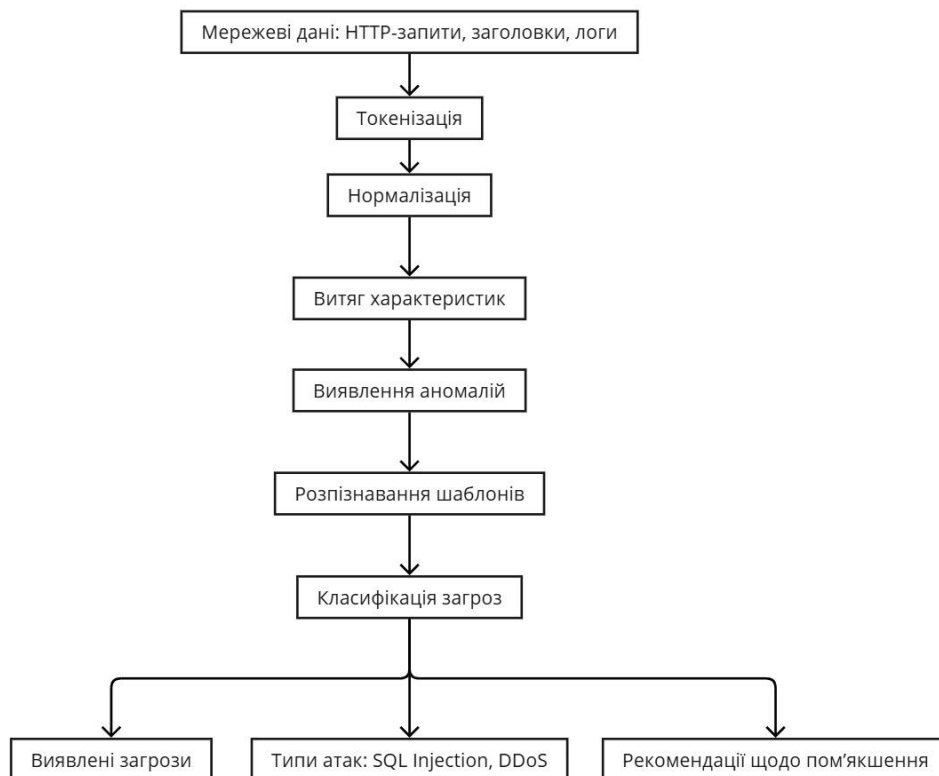 Мережеві дані: HTTP-запити, заголовки, логи
Токенізація
Нормалізація
Витяг характеристик
Виявлення аномалій
Розпізнавання шаблонів
Класифікація загроз
Виявлені загрози
Типи атак: SQL Injection, DDoS
Рекомендації щодо пом’якшення